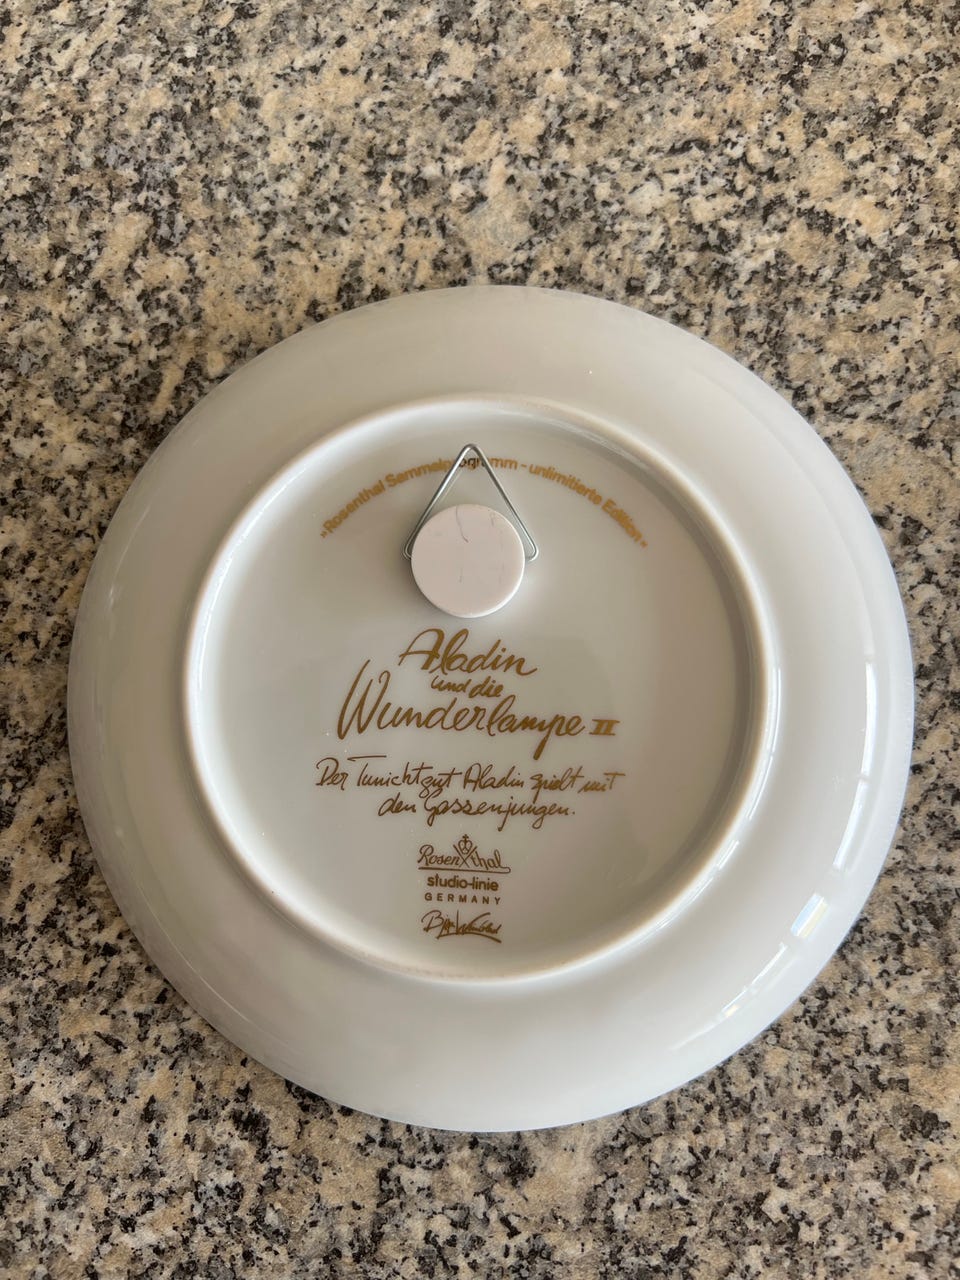 »Rosenthal Sammelprogramm - unlimitierte Edition«
Aladin
und die
Wunderlampe II
Der Tunichtgut Aladin spielt mit
den Gassenjungen.
Rosenthal
studio-linie
GERMANY